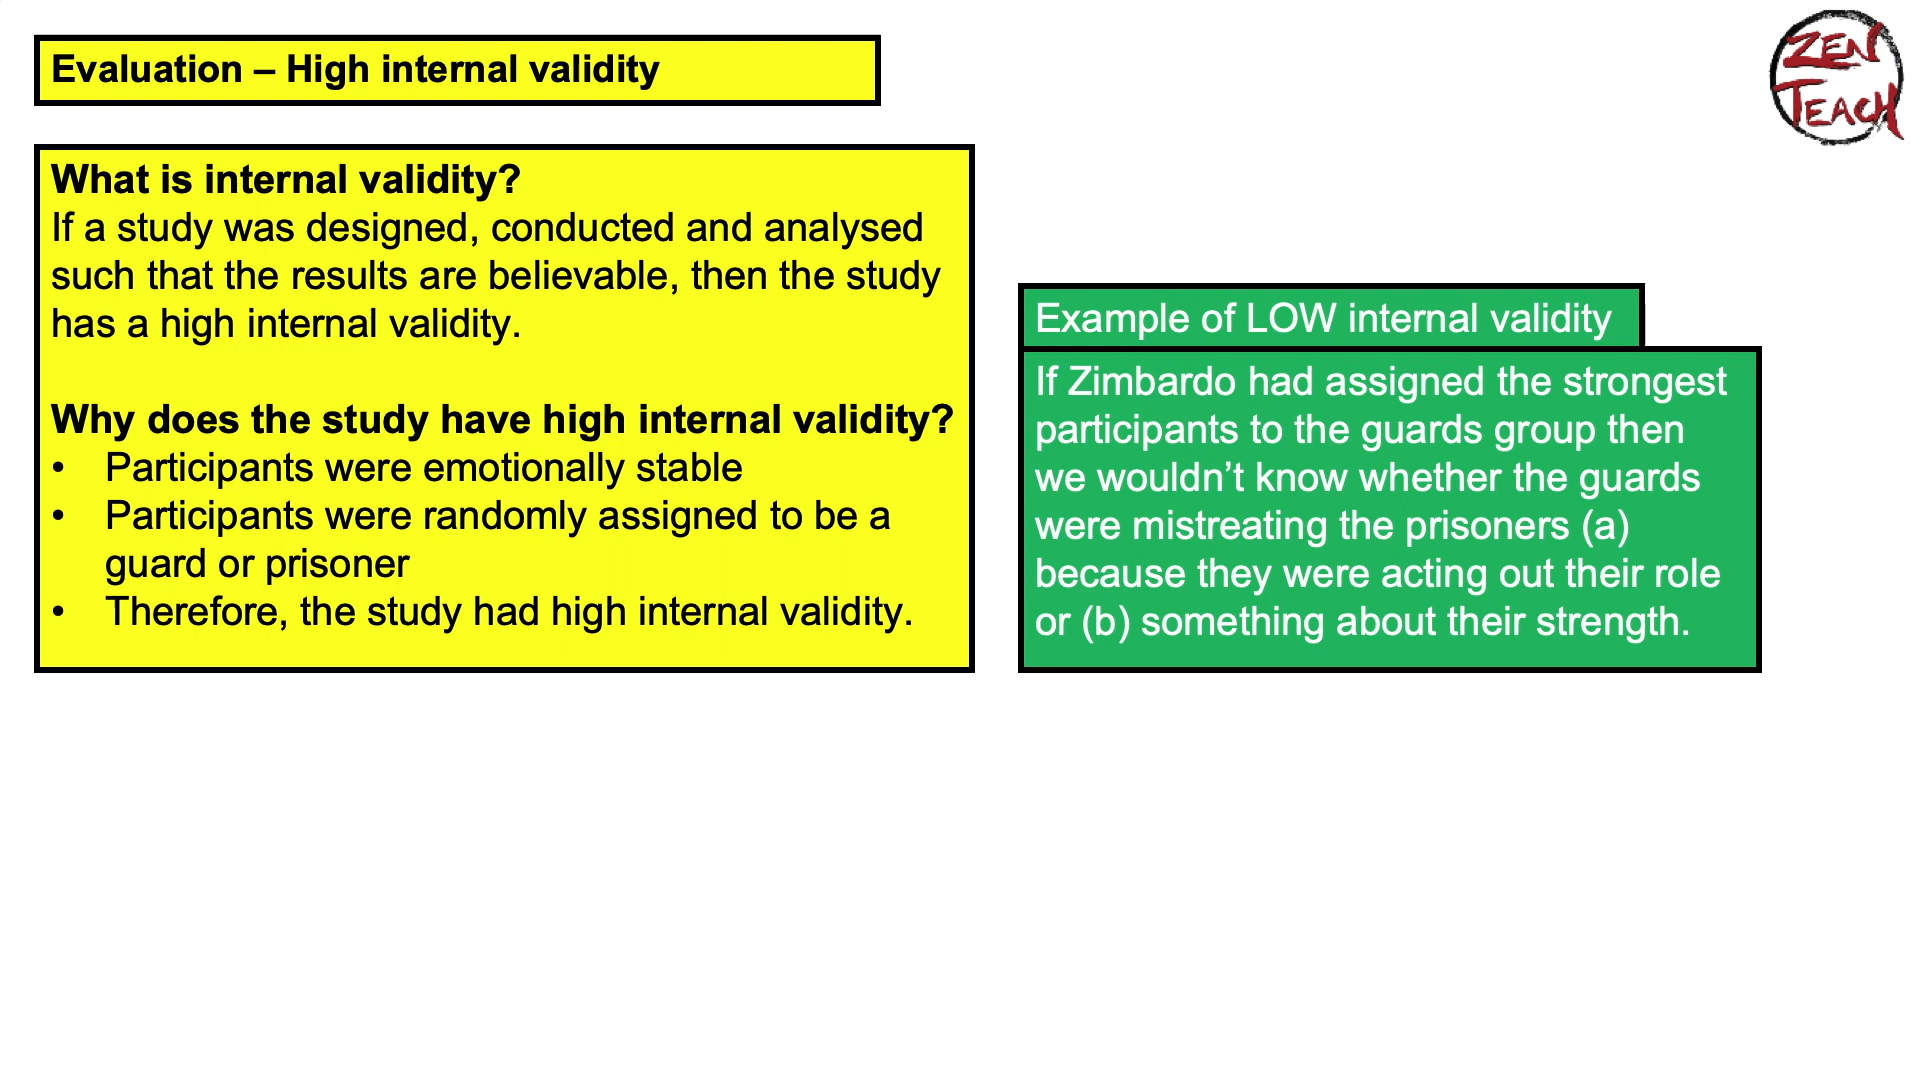 Evaluation – High internal validity
ZEN
TEACH
What is internal validity?
If a study was designed, conducted and analysed
such that the results are believable, then the study
has a high internal validity.
Why does the study have high internal validity?
• Participants were emotionally stable
• Participants were randomly assigned to be a
guard or prisoner
• Therefore, the study had high internal validity.
Example of LOW internal validity
If Zimbardo had assigned the strongest
participants to the guards group then
we wouldn’t know whether the guards
were mistreating the prisoners (a)
because they were acting out their role
or (b) something about their strength.